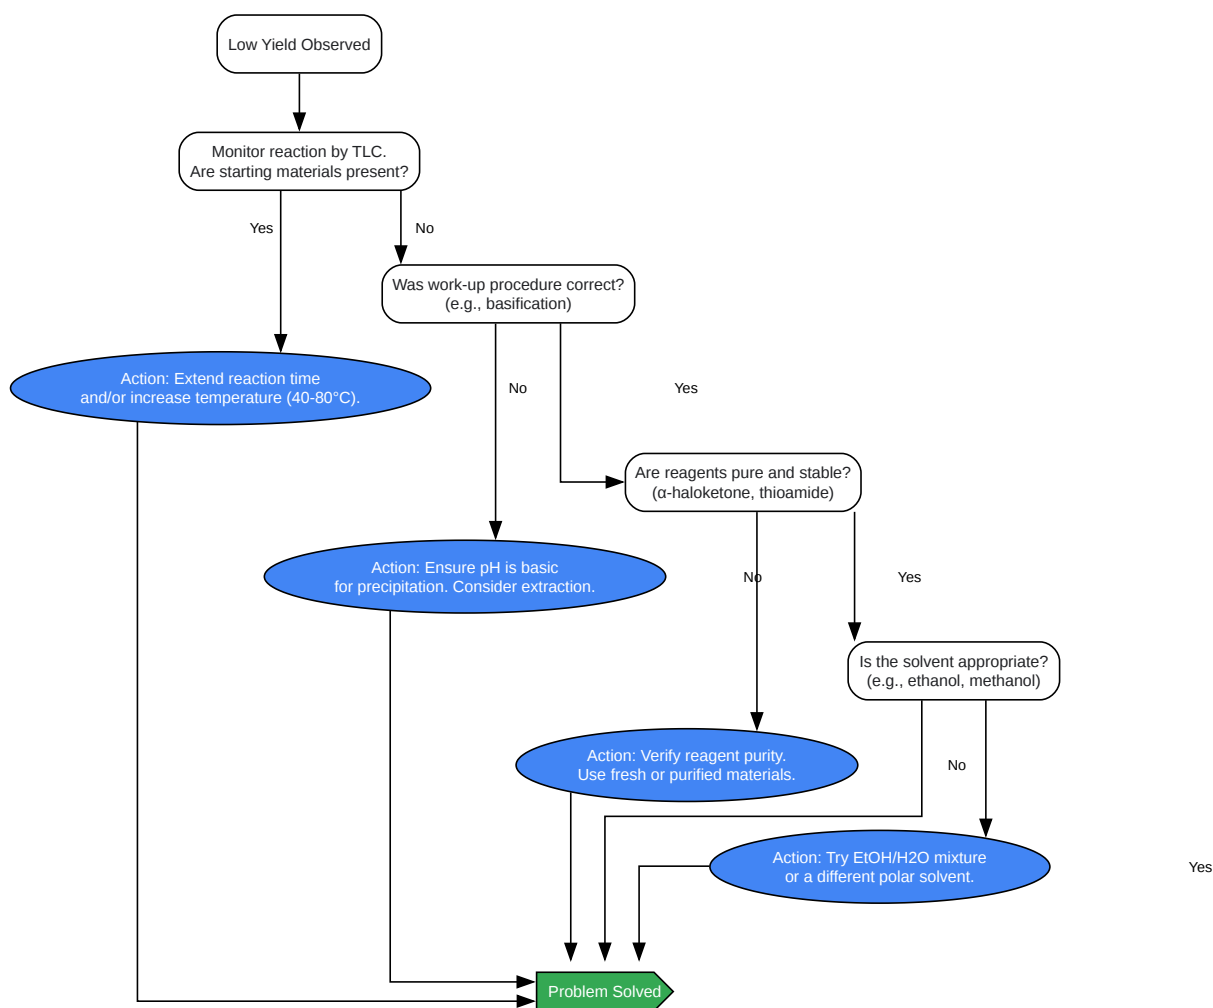 Low Yield Observed
Monitor reaction by TLC.
Are starting materials present?
Yes
No
Was work-up procedure correct?
(e.g., basification)
Action: Extend reaction time
and/or increase temperature (40-80°C).
No
Yes
Are reagents pure and stable?
(α-haloketone, thioamide)
Action: Ensure pH is basic
for precipitation. Consider extraction.
No
Yes
Is the solvent appropriate?
(e.g., ethanol, methanol)
Action: Verify reagent purity.
Use fresh or purified materials.
No
Action: Try EtOH/H2O mixture
or a different polar solvent.
Yes
Problem Solved